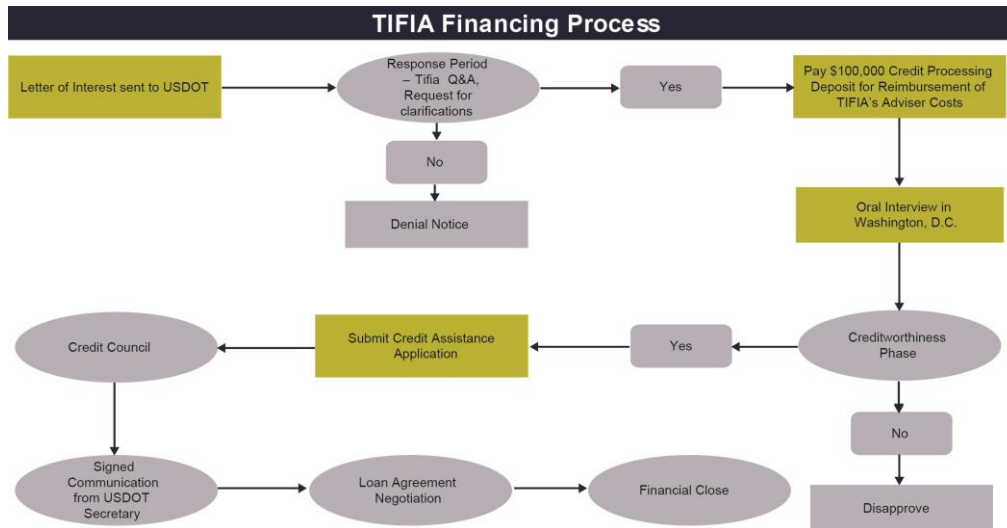 TIFIA Financing Process
Letter of Interest sent to USDOT
Response Period
– Tifia Q&A,
Request for
clarifications
Yes
Pay $100,000 Credit Processing
Deposit for Reimbursement of
TIFIA's Adviser Costs
No
Denial Notice
Oral Interview in
Washington, D.C.
Creditworthiness
Phase
Yes
Submit Credit Assistance
Application
Credit Council
No
Disapprove
Signed
Communication
from USDOT
Secretary
Loan Agreement
Negotiation
Financial Close